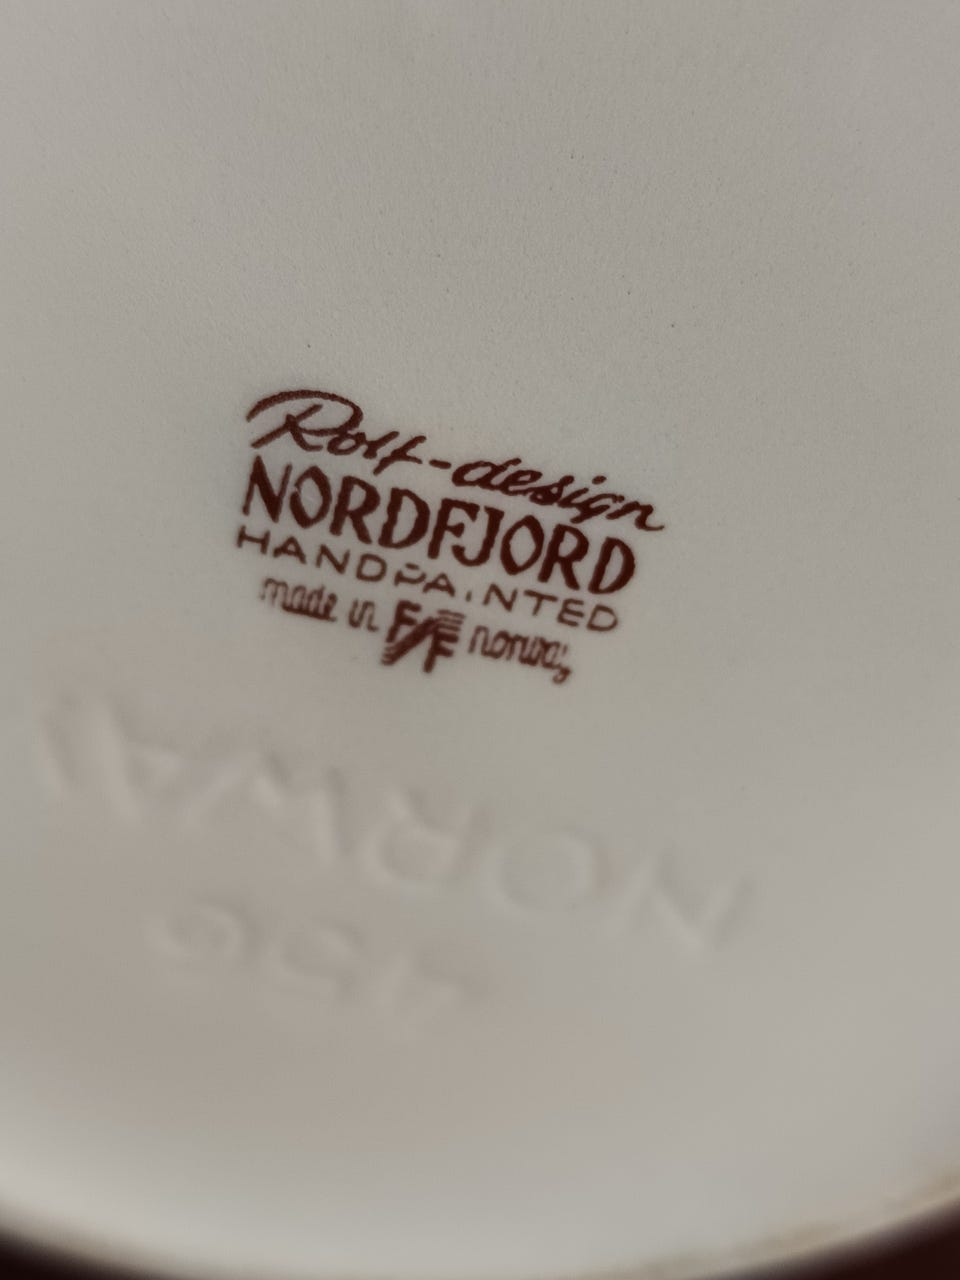 Rolf-design
NORDFJORD
HANDPAINTED
made in F/F norway
NORWAY